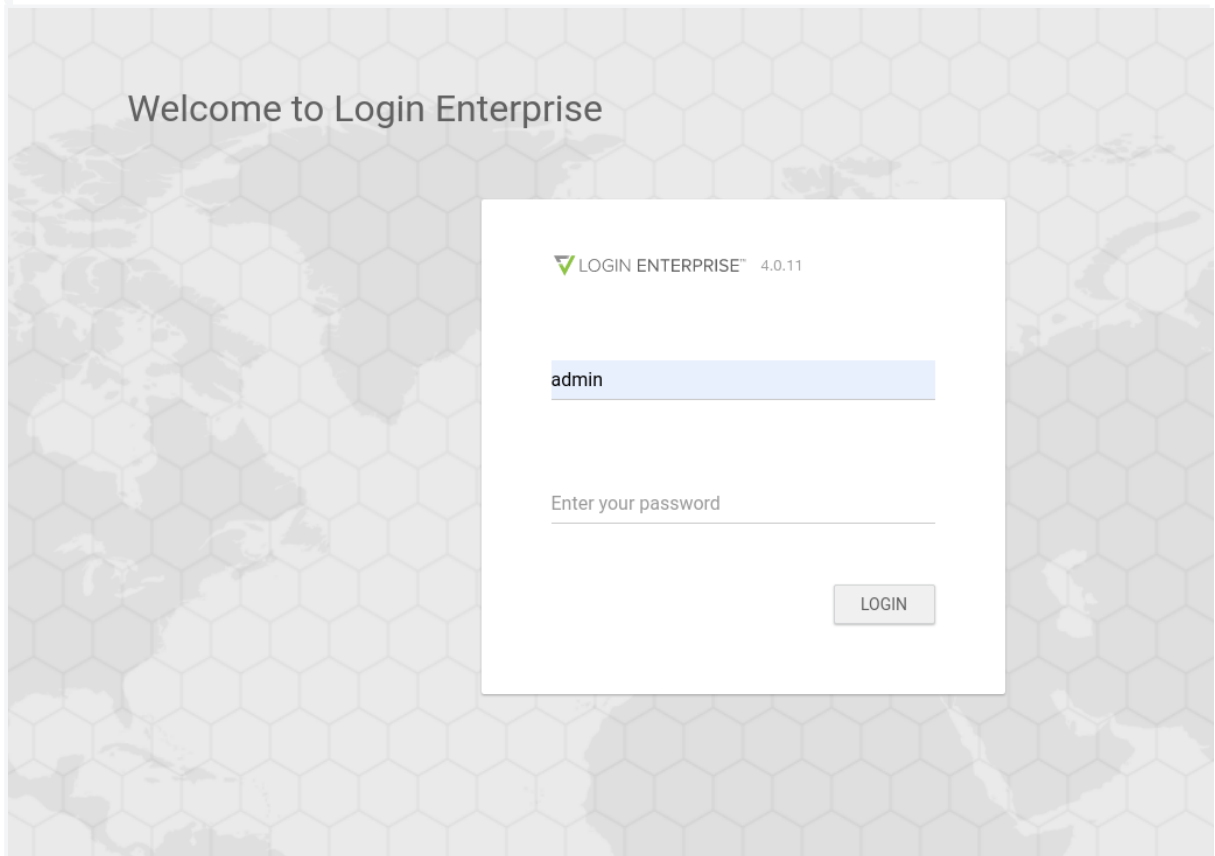 Welcome to Login Enterprise
LOGIN ENTERPRISE™ 4.0.11
admin
Enter your password
LOGIN